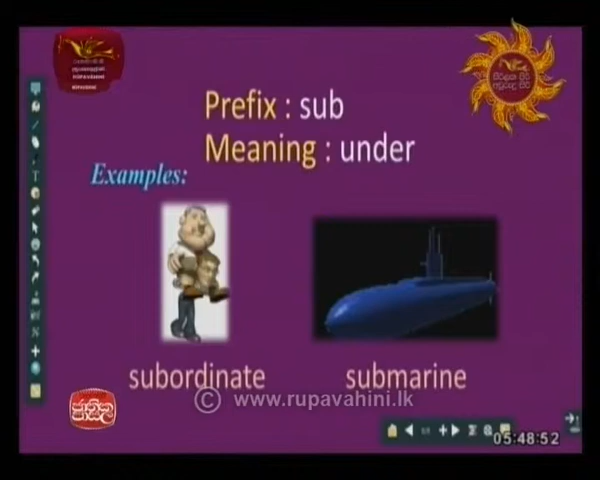 Prefix : sub
Meaning : under
Examples:
subordinate
submarine
© www.rupavahini.lk
05:48:52